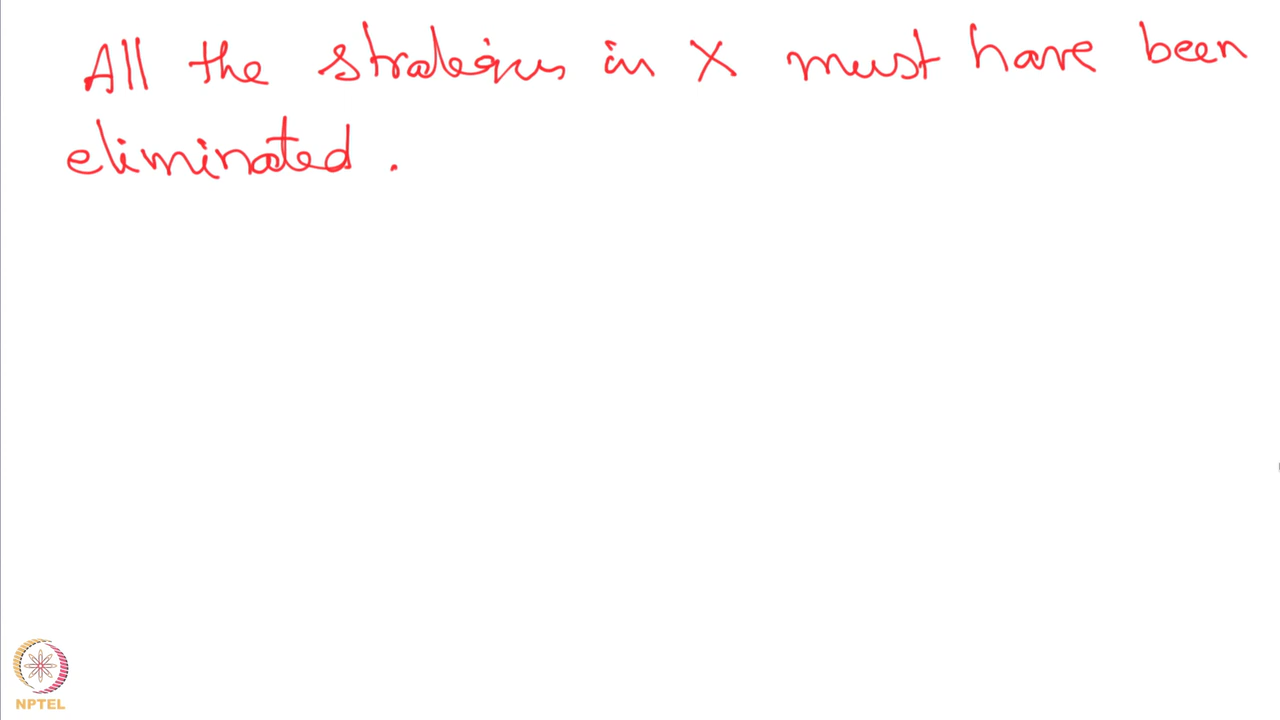 All the strategies in X must have been
eliminated.
NPTEL